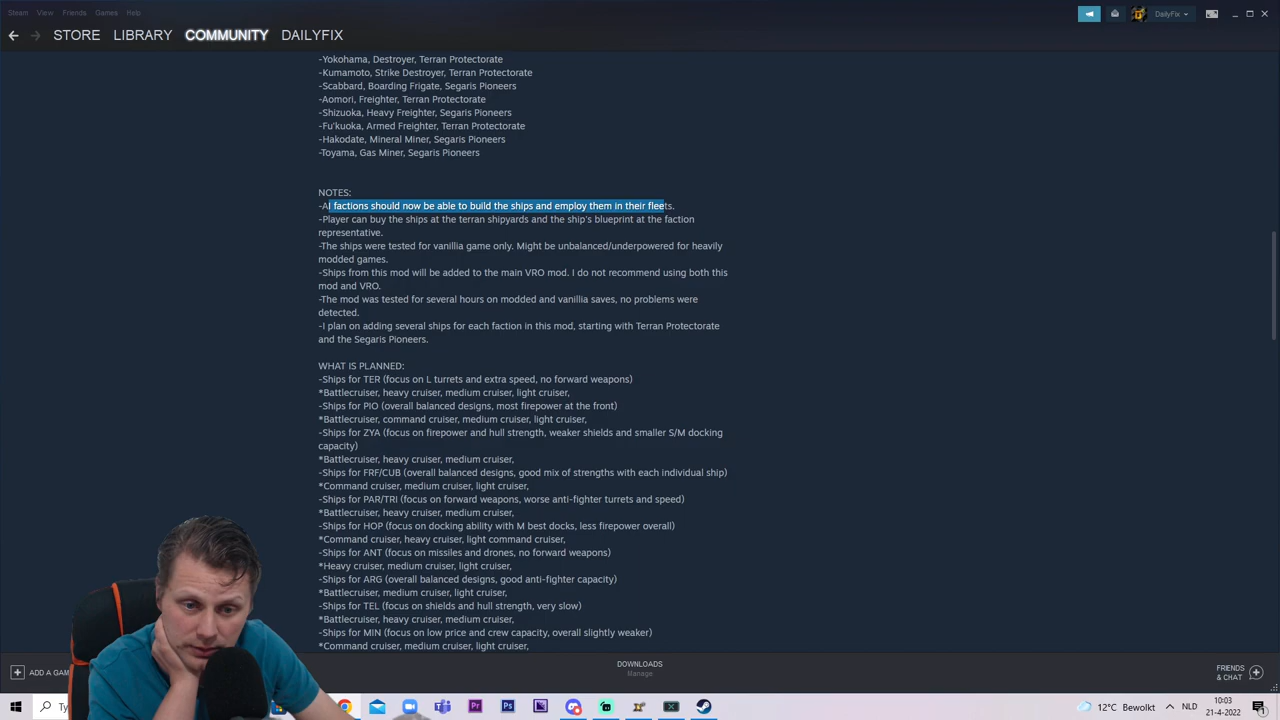 Steam View Friends Games Help
DailyFix
STORE LIBRARY COMMUNITY DAILYFIX
-Yokohama, Destroyer, Terran Protectorate
-Kumamoto, Strike Destroyer, Terran Protectorate
-Scabbard, Boarding Frigate, Segaris Pioneers
-Aomori, Freighter, Terran Protectorate
-Shizuoka, Heavy Freighter, Segaris Pioneers
-Fu'kuoka, Armed Freighter, Terran Protectorate
-Hakodate, Mineral Miner, Segaris Pioneers
-Toyama, Gas Miner, Segaris Pioneers
NOTES:
-AI factions should now be able to build the ships and employ them in their fleets.
-Player can buy the ships at the terran shipyards and the ship's blueprint at the faction
representative.
-The ships were tested for vanillia game only. Might be unbalanced/underpowered for heavily
modded games.
-Ships from this mod will be added to the main VRO mod. I do not recommend using both this
mod and VRO.
-The mod was tested for several hours on modded and vanillia saves, no problems were
detected.
-I plan on adding several ships for each faction in this mod, starting with Terran Protectorate
and the Segaris Pioneers.
WHAT IS PLANNED:
-Ships for TER (focus on L turrets and extra speed, no forward weapons)
*Battlecruiser, heavy cruiser, medium cruiser, light cruiser,
-Ships for PIO (overall balanced designs, most firepower at the front)
*Battlecruiser, command cruiser, medium cruiser, light cruiser,
-Ships for ZYA (focus on firepower and hull strength, weaker shields and smaller S/M docking
capacity)
*Battlecruiser, heavy cruiser, medium cruiser,
-Ships for FRF/CUB (overall balanced designs, good mix of strengths with each individual ship)
*Command cruiser, medium cruiser, light cruiser,
-Ships for PAR/TRI (focus on forward weapons, worse anti-fighter turrets and speed)
*Battlecruiser, heavy cruiser, medium cruiser,
-Ships for HOP (focus on docking ability with M best docks, less firepower overall)
*Command cruiser, heavy cruiser, light command cruiser,
-Ships for ANT (focus on missiles and drones, no forward weapons)
*Heavy cruiser, medium cruiser, light cruiser,
-Ships for ARG (overall balanced designs, good anti-fighter capacity)
*Battlecruiser, medium cruiser, light cruiser,
-Ships for TEL (focus on shields and hull strength, very slow)
*Battlecruiser, heavy cruiser, medium cruiser,
-Ships for MIN (focus on low price and crew capacity, overall slightly weaker)
*Command cruiser, medium cruiser, light cruiser,
ADD A GAM
DOWNLOADS
Manage
FRIENDS
& CHAT
Ty
Pr
Ps
12°C Bewolkt
NLD
10:03
21-4-2022